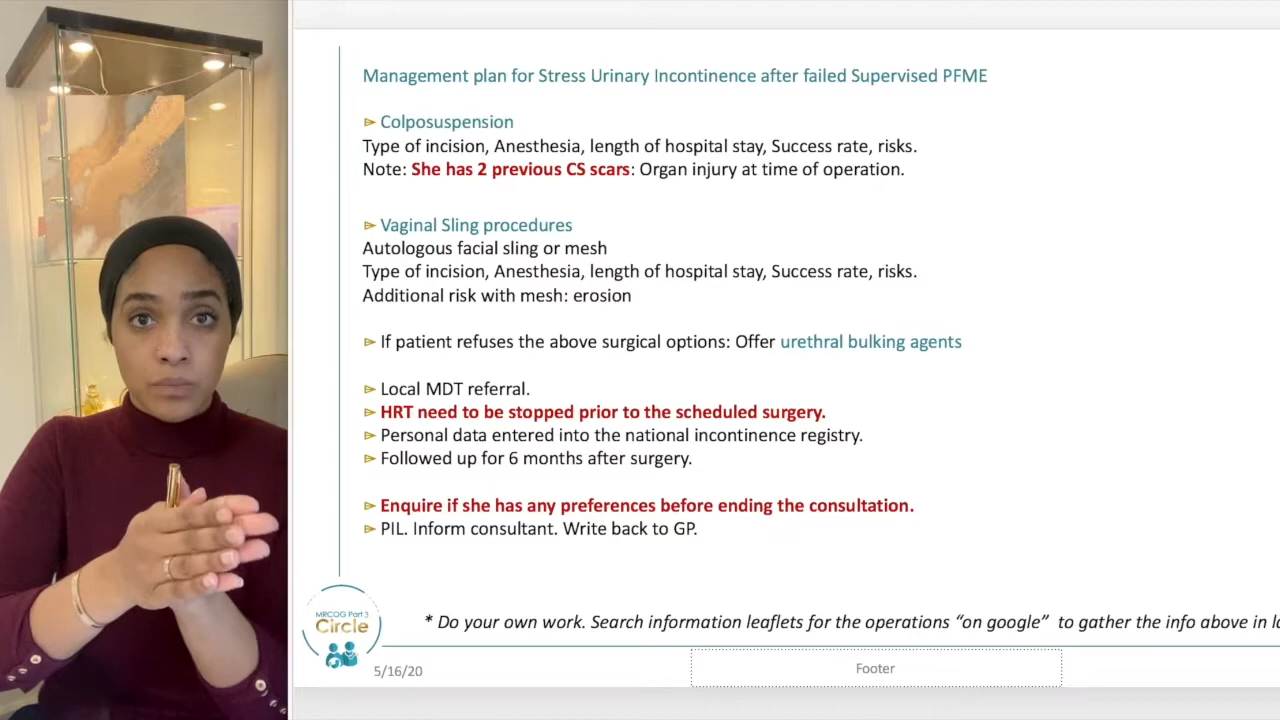 Management plan for Stress Urinary Incontinence after failed Supervised PFME
Colposuspension
Type of incision, Anesthesia, length of hospital stay, Success rate, risks.
Note: She has 2 previous CS scars: Organ injury at time of operation.
Vaginal Sling procedures
Autologous facial sling or mesh
Type of incision, Anesthesia, length of hospital stay, Success rate, risks.
Additional risk with mesh: erosion
If patient refuses the above surgical options: Offer urethral bulking agents
Local MDT referral.
HRT need to be stopped prior to the scheduled surgery.
Personal data entered into the national incontinence registry.
Followed up for 6 months after surgery.
Enquire if she has any preferences before ending the consultation.
PIL. Inform consultant. Write back to GP.
MRCOG Part 3
Circle
* Do your own work. Search information leaflets for the operations “on google” to gather the info above in
5/16/20
Footer